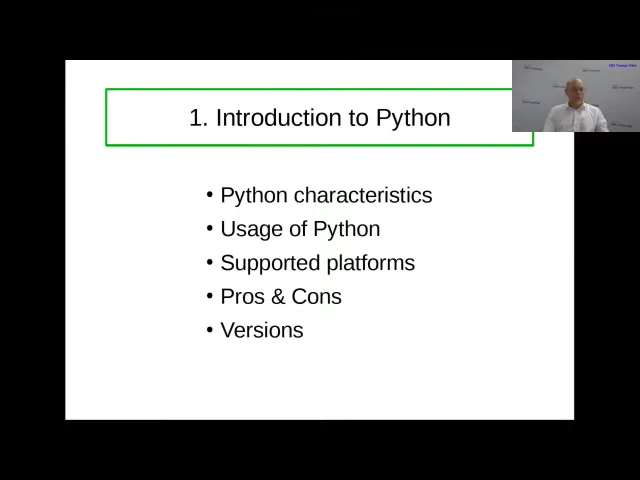 1. Introduction to Python
• Python characteristics
• Usage of Python
• Supported platforms
• Pros & Cons
• Versions